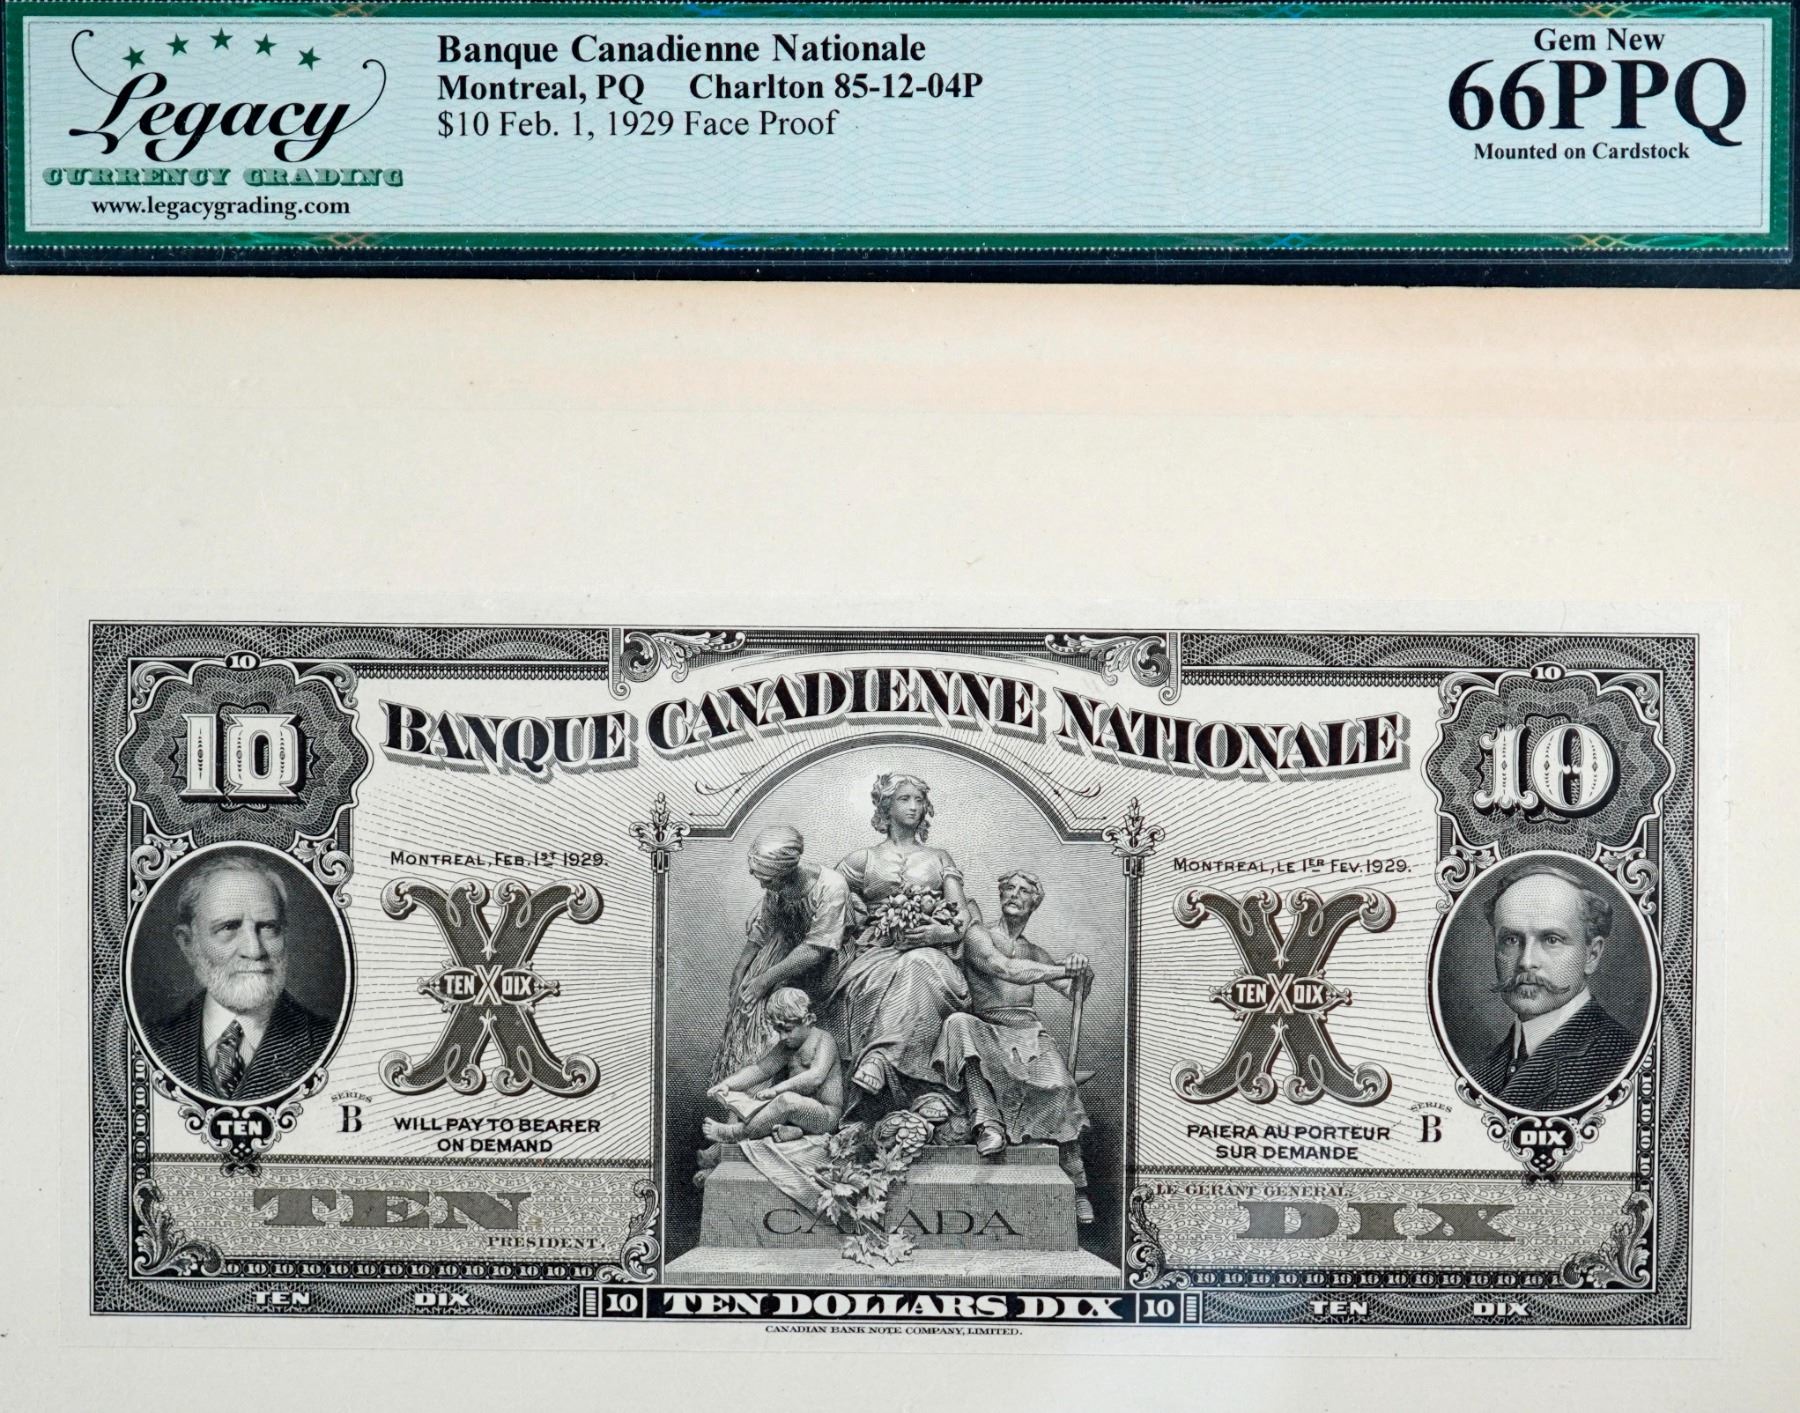 Legacy
CURRENCY GRADING
www.legacygrading.com
Banque Canadienne Nationale
Montreal, PQ Charlton 85-12-04P
$10 Feb. 1, 1929 Face Proof
Gem New
66PPQ
Mounted on Cardstock
10
10
BANQUE CANADIENNE NATIONALE
10
10
MONTREAL, FEB. 1ST 1929.
MONTREAL, LE 1ER FEV. 1929.
X
TEN X DIX
X
TEN X DIX
SERIES
B
WILL PAY TO BEARER
ON DEMAND
PAIERA AU PORTEUR
SUR DEMANDE
SERIES
B
TEN
DIX
TEN
PRESIDENT.
CANADA
LE GERANT GENERAL.
DIX
TEN DIX 10 TEN DOLLARS DIX 10 TEN DIX
CANADIAN BANK NOTE COMPANY, LIMITED.